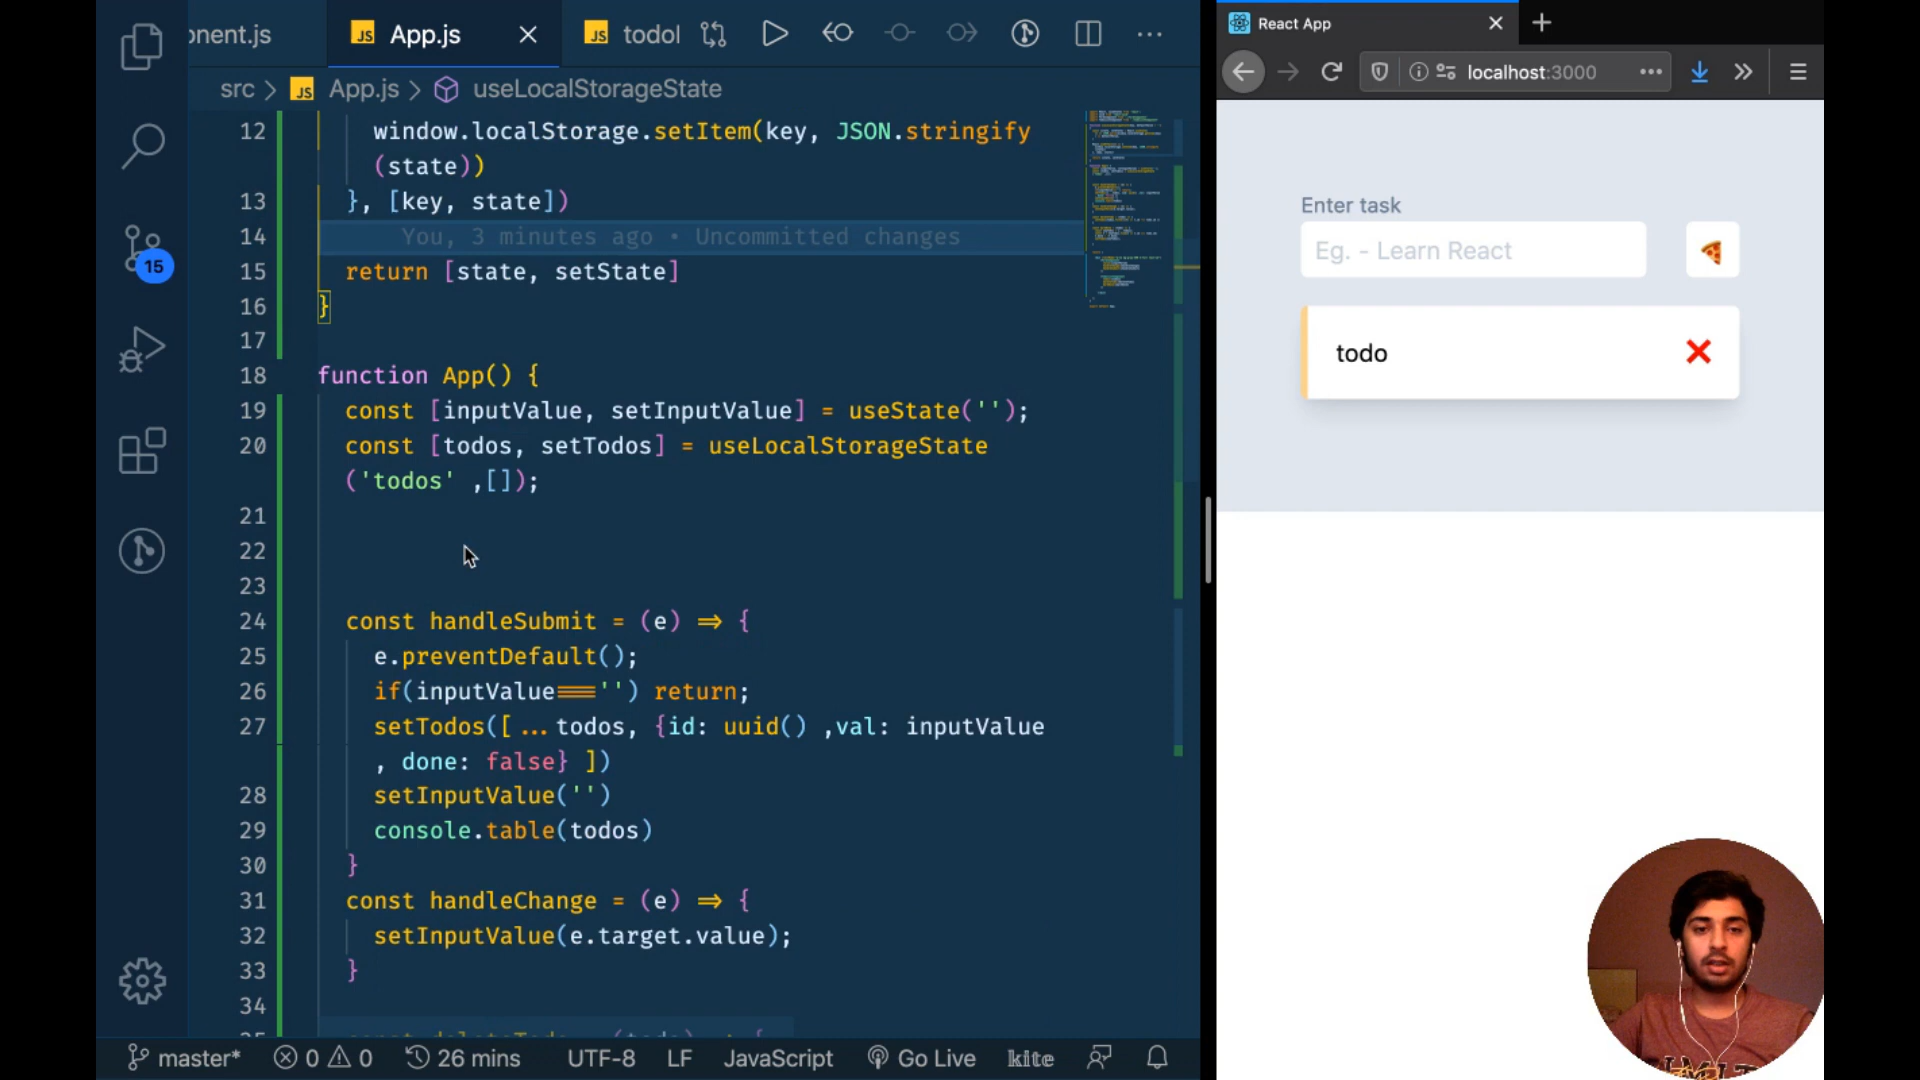 onent.js
JS App.js
JS todol
src > JS App.js > useLocalStorageState
12 window.localStorage.setItem(key, JSON.stringify
(state))
13 }, [key, state])
14 You, 3 minutes ago • Uncommitted changes
15 return [state, setState]
16 }
17
18 function App() {
19 const [inputValue, setInputValue] = useState('');
20 const [todos, setTodos] = useLocalStorageState
('todos' ,[]);
21
22
23
24 const handleSubmit = (e) => {
25 e.preventDefault();
26 if(inputValue==='') return;
27 setTodos([ ...todos, {id: uuid() ,val: inputValue
, done: false} ])
28 setInputValue('')
29 console.table(todos)
30 }
31 const handleChange = (e) => {
32 setInputValue(e.target.value);
33 }
34
15
master* 0 0 26 mins UTF-8 LF JavaScript Go Live kite
React App
localhost:3000
Enter task
Eg. - Learn React
todo